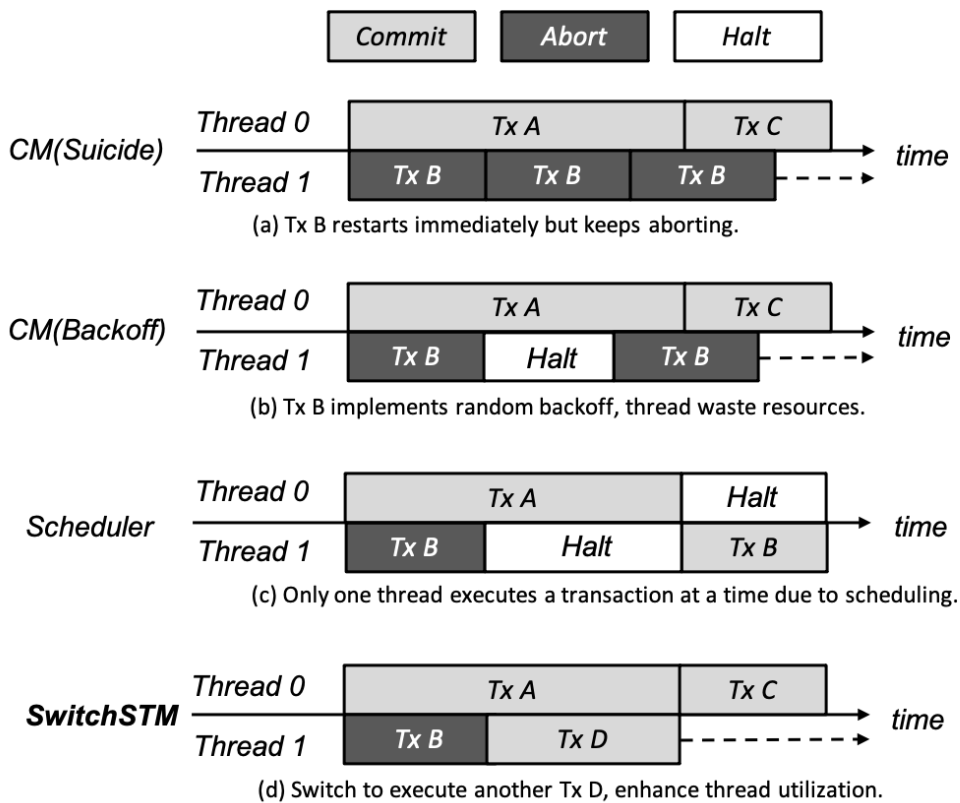 Commit Abort Halt
Thread 0 Tx A Tx C
CM(Suicide) time
Thread 1 Tx B Tx B Tx B
(a) Tx B restarts immediately but keeps aborting.
Thread 0 Tx A Tx C
CM(Backoff) time
Thread 1 Tx B Halt Tx B
(b) Tx B implements random backoff, thread waste resources.
Thread 0 Tx A Halt
Scheduler time
Thread 1 Tx B Halt Tx B
(c) Only one thread executes a transaction at a time due to scheduling.
Thread 0 Tx A Tx C
SwitchSTM time
Thread 1 Tx B Tx D
(d) Switch to execute another Tx D, enhance thread utilization.